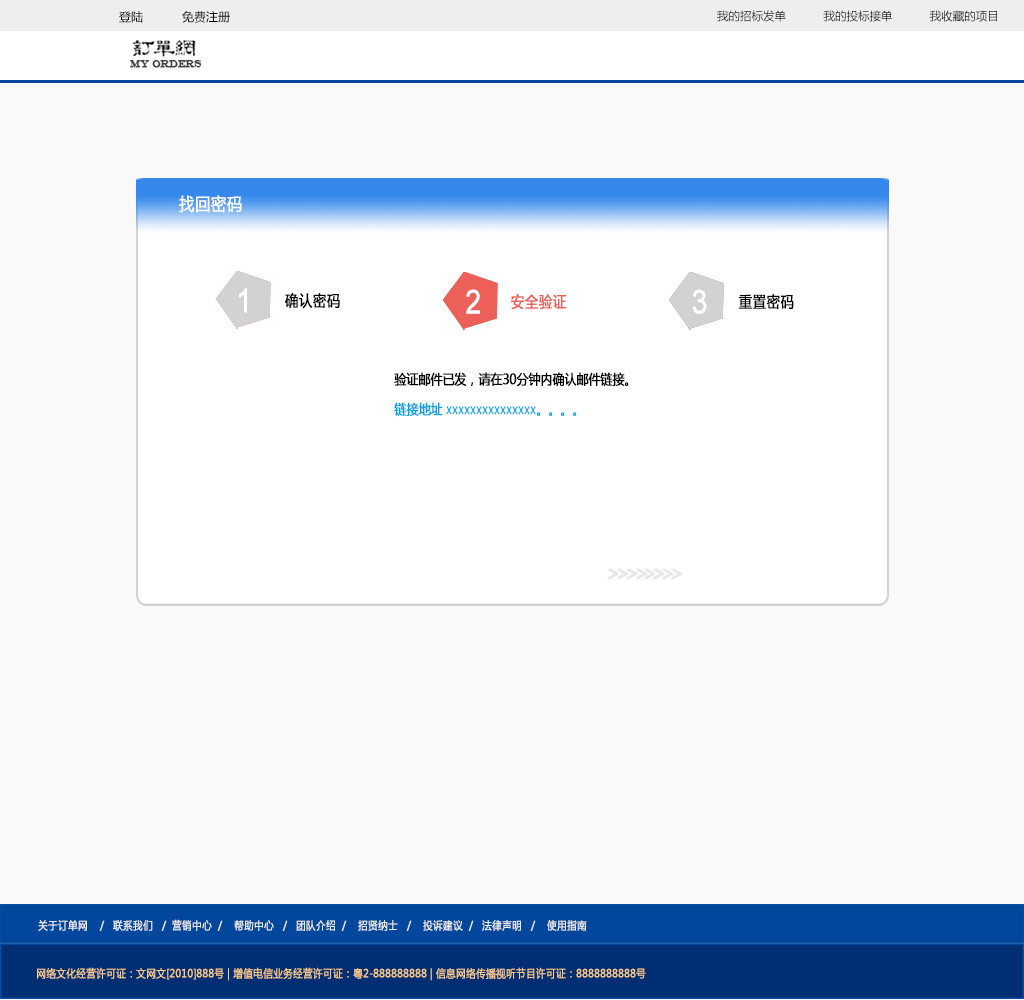 登陆 免费注册 我的招标发单 我的投标接单 我收藏的项目
訂單網
MY ORDERS
找回密码
1 确认密码 2 安全验证 3 重置密码
验证邮件已发，请在30分钟内确认邮件链接。
链接地址 xxxxxxxxxxxxxxx。。。。
>>>>>>>>
关于订单网 / 联系我们 / 营销中心 / 帮助中心 / 团队介绍 / 招贤纳士 / 投诉建议 / 法律声明 / 使用指南
网络文化经营许可证：文网文[2010]888号 | 增值电信业务经营许可证：粤2-888888888 | 信息网络传播视听节目许可证：8888888888号